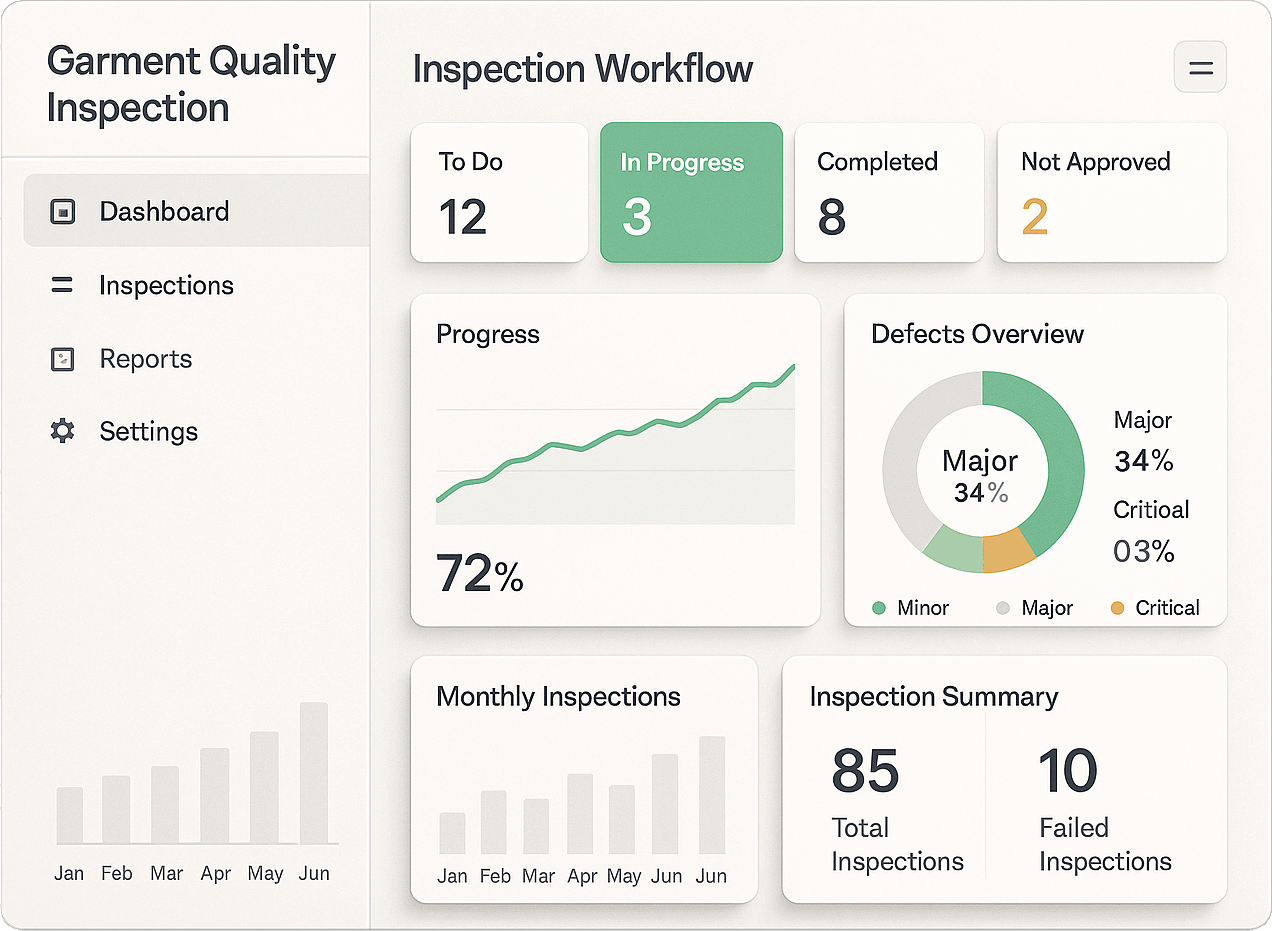 Garment Quality
Inspection
Dashboard
Inspections
Reports
Settings
Jan Feb Mar Apr May Jun
Inspection Workflow
To Do
12
In Progress
3
Completed
8
Not Approved
2
Progress
72%
Defects Overview
Major
34%
Major
34%
Critioal
03%
Minor
Major
Critical
Monthly Inspections
Jan Feb Mar Apr May Jun Jun
Inspection Summary
85
Total
Inspections
10
Failed
Inspections